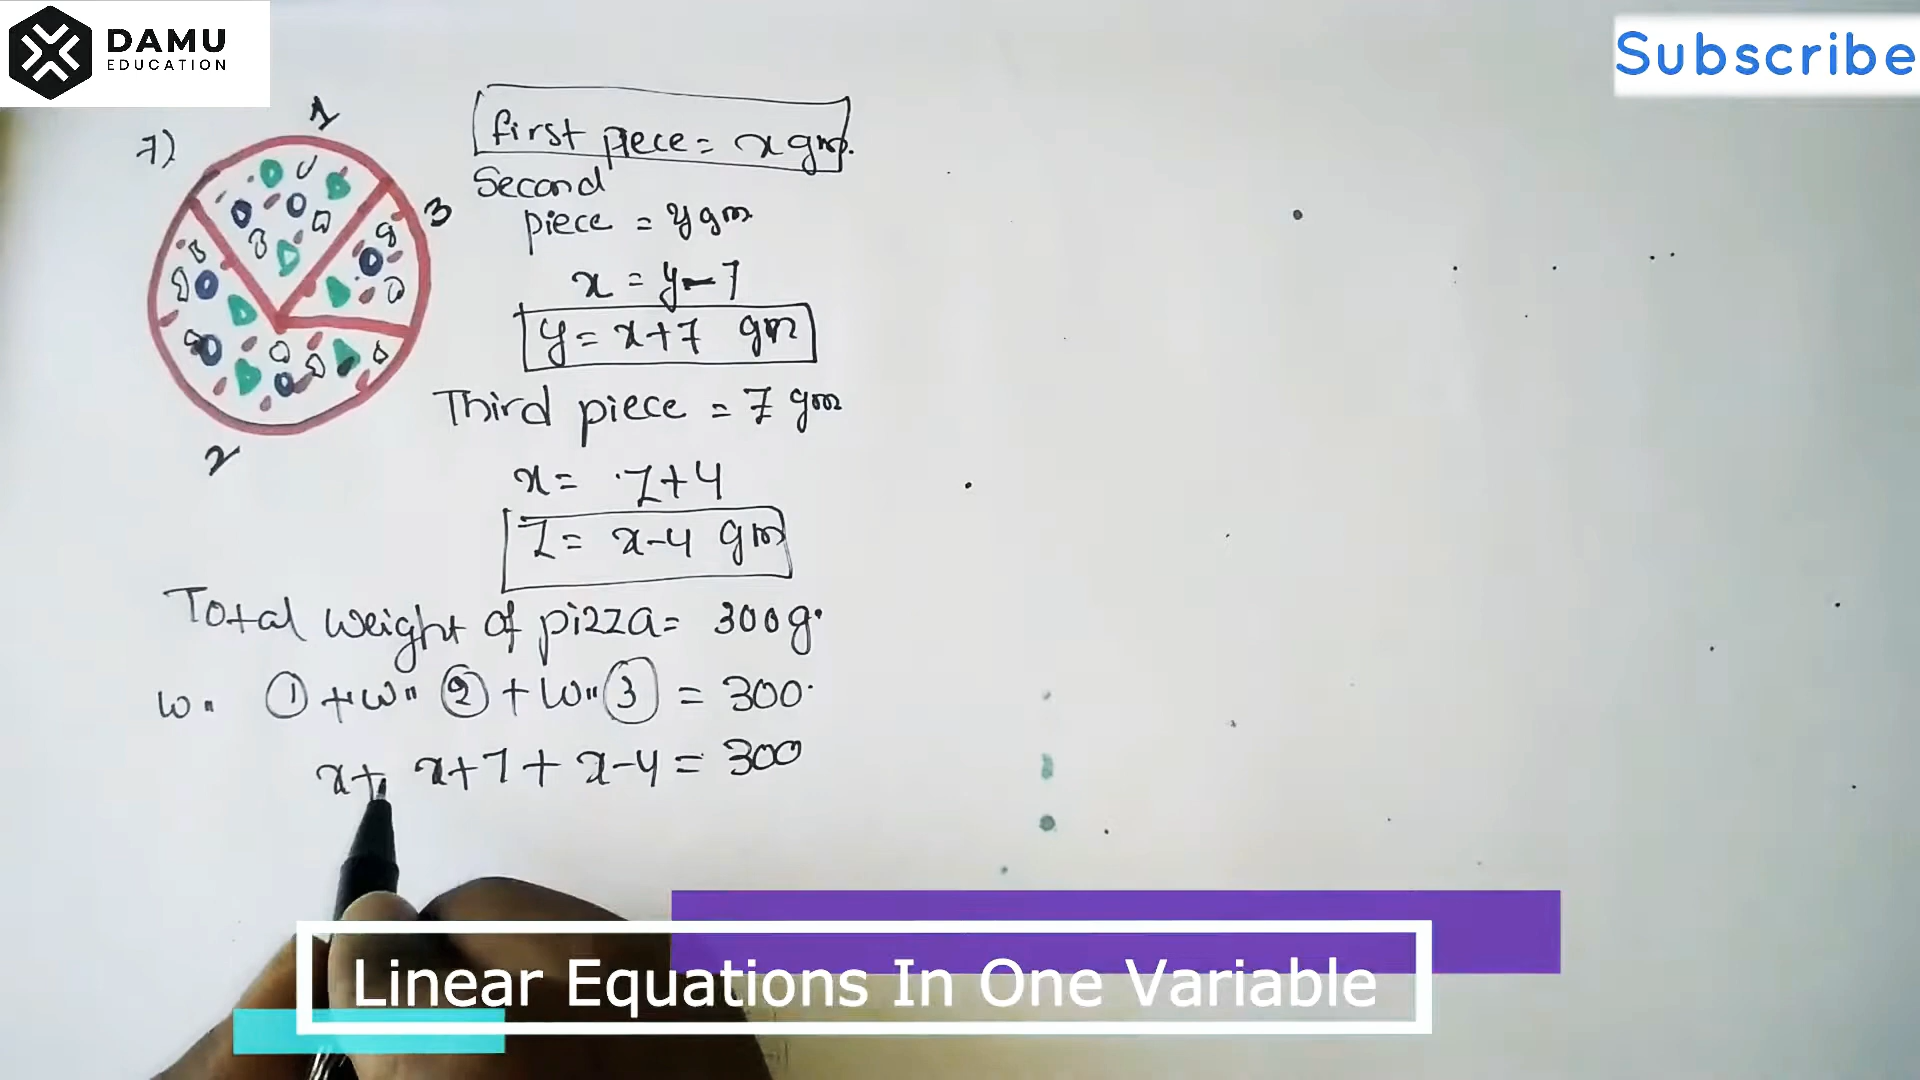 DAMU
EDUCATION
Subscribe
7)
1
3
2
first piece = x gm.
Second
piece = y gm
x = y - 7
y = x+7 gm
Third piece = Z gm
x = Z+4
Z = x-4 gm
Total weight of pizza = 300g.
w" ① + w" ② + w" ③ = 300.
x+ x+7 + x-4 = 300
Linear Equations In One Variable